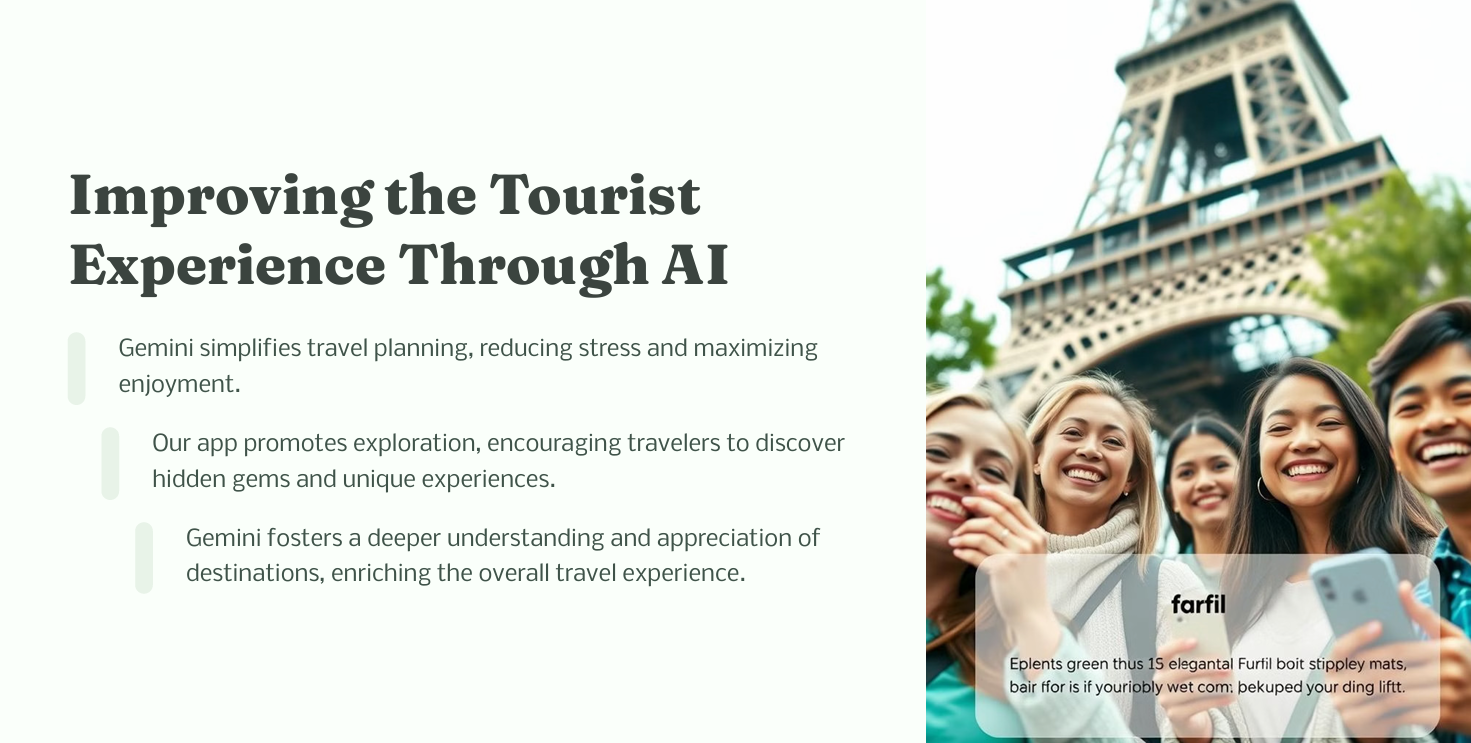 Improving the Tourist
Experience Through AI
Gemini simplifies travel planning, reducing stress and maximizing
enjoyment.
Our app promotes exploration, encouraging travelers to discover
hidden gems and unique experiences.
Gemini fosters a deeper understanding and appreciation of
destinations, enriching the overall travel experience.
farfil
Eplents green thus 15 elegantal Furfil boit stippley mats,
bair ffor is if youriobly wet com. bekuped your ding liftt.